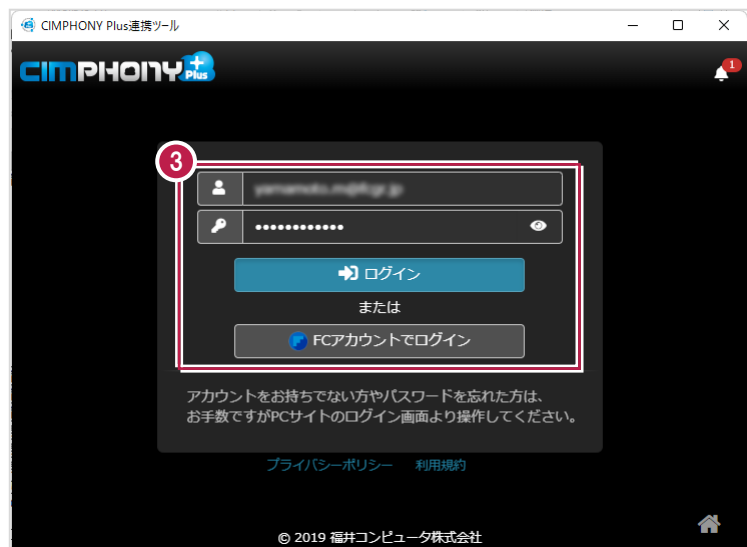 CIMPHONY Plus連携ツール
CIMPHONY Plus
1
3
••••••••••••
ログイン
または
FCアカウントでログイン
アカウントをお持ちでない方やパスワードを忘れた方は、
お手数ですがPCサイトのログイン画面より操作してください。
プライバシーポリシー 利用規約
© 2019 福井コンピュータ株式会社